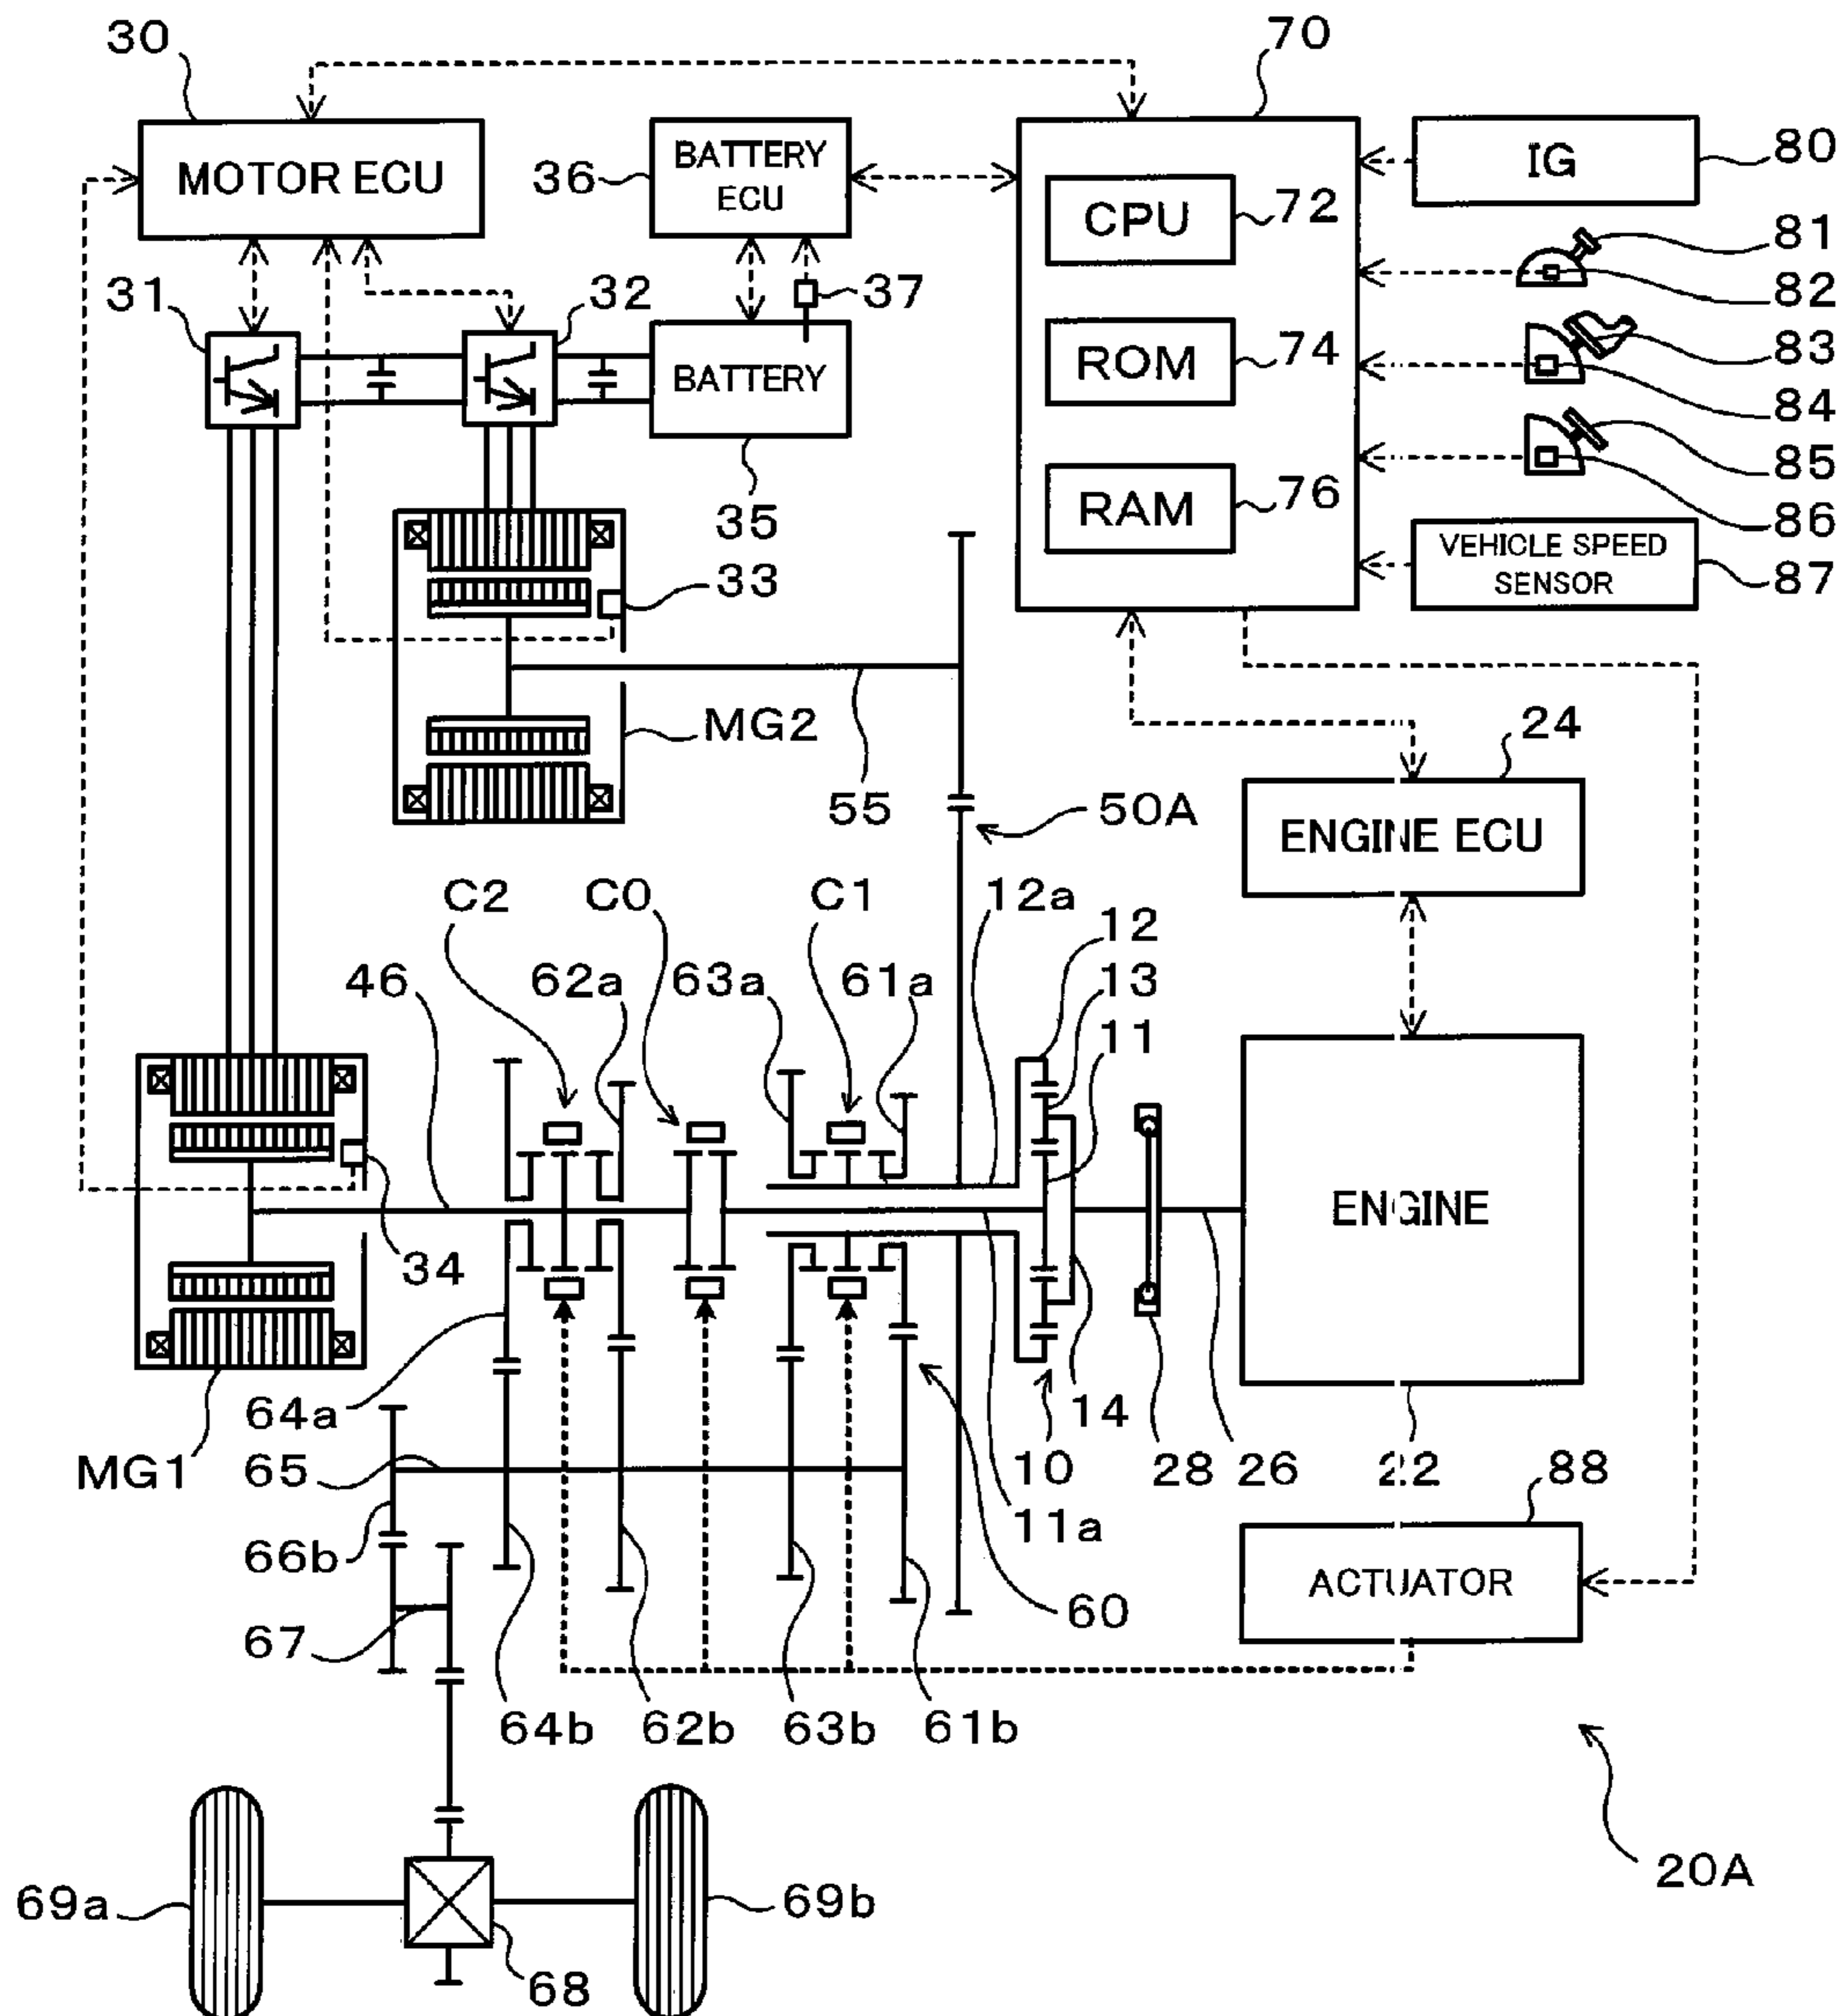 30
70
MOTOR ECU
36
BATTERY
ECU
IG
80
CPU
72
81
82
31
32
37
83
ROM
74
BATTERY
84
85
35
RAM
76
86
33
VEHICLE SPEED
SENSOR
87
MG2
24
55
50A
ENGINE ECU
C2
C0
C1
12a
12
46
62a
63a
61a
13
11
34
ENGINE
64a
14
MG1
65
10
28
26
22
88
66b
11a
ACTUATOR
67
60
64b
62b
63b
61b
20A
69a
69b
68